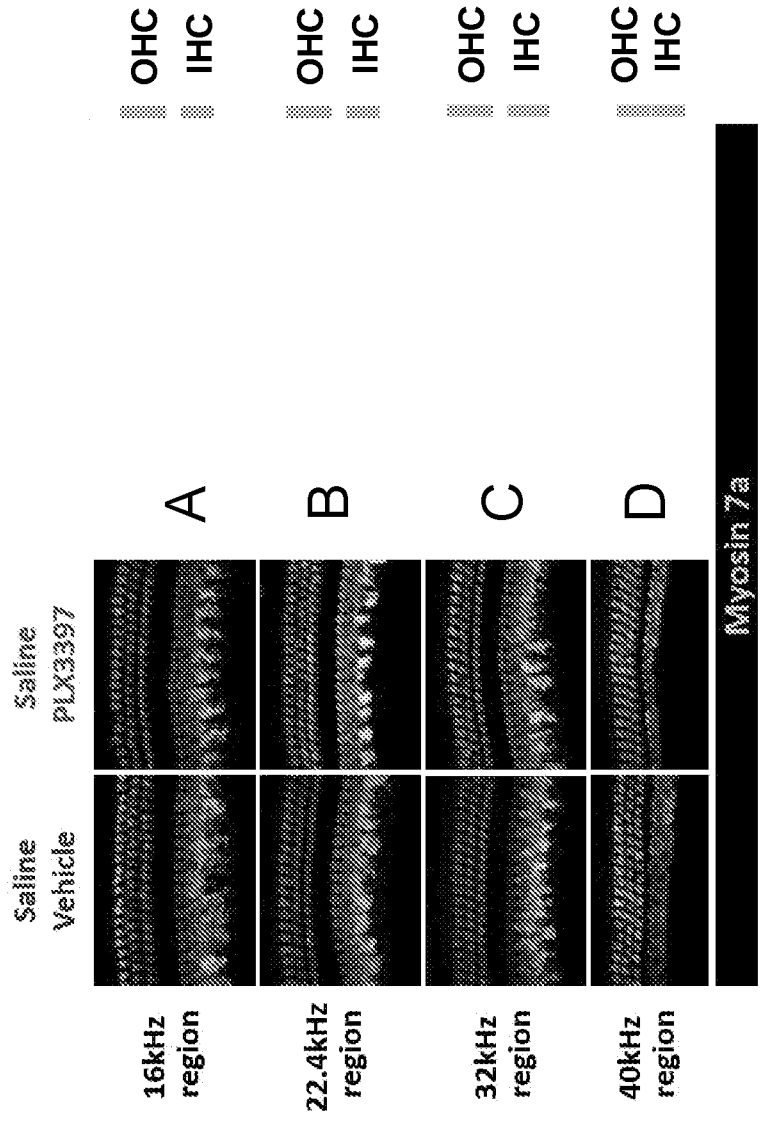 Saline
Vehicle
Saline
PLX3397
16kHz
region
A
OHC
IHC
22.4kHz
region
B
OHC
IHC
32kHz
region
C
OHC
IHC
40kHz
region
D
OHC
IHC
Myosin 7a